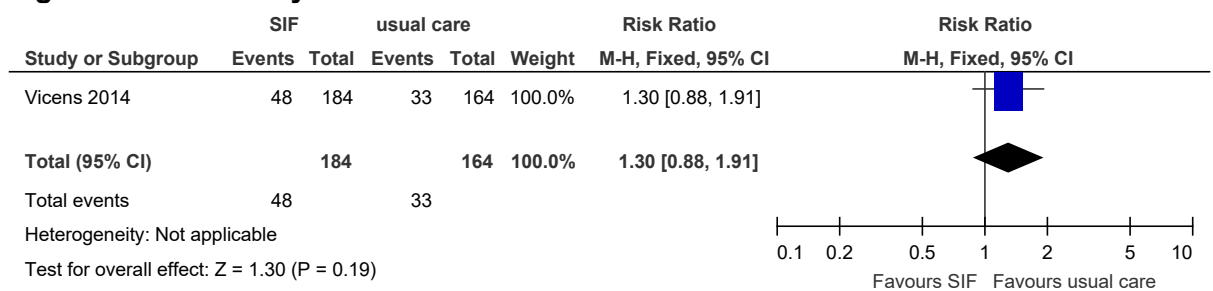 SIF usual care Risk Ratio Risk Ratio
Study or Subgroup Events Total Events Total Weight M-H, Fixed, 95% CI M-H, Fixed, 95% CI
Vicens 2014 48 184 33 164 100.0% 1.30 [0.88, 1.91]
Total (95% CI) 184 164 100.0% 1.30 [0.88, 1.91]
Total events 48 33
Heterogeneity: Not applicable
Test for overall effect: Z = 1.30 (P = 0.19)
0.1 0.2 0.5 1 2 5 10
Favours SIF Favours usual care